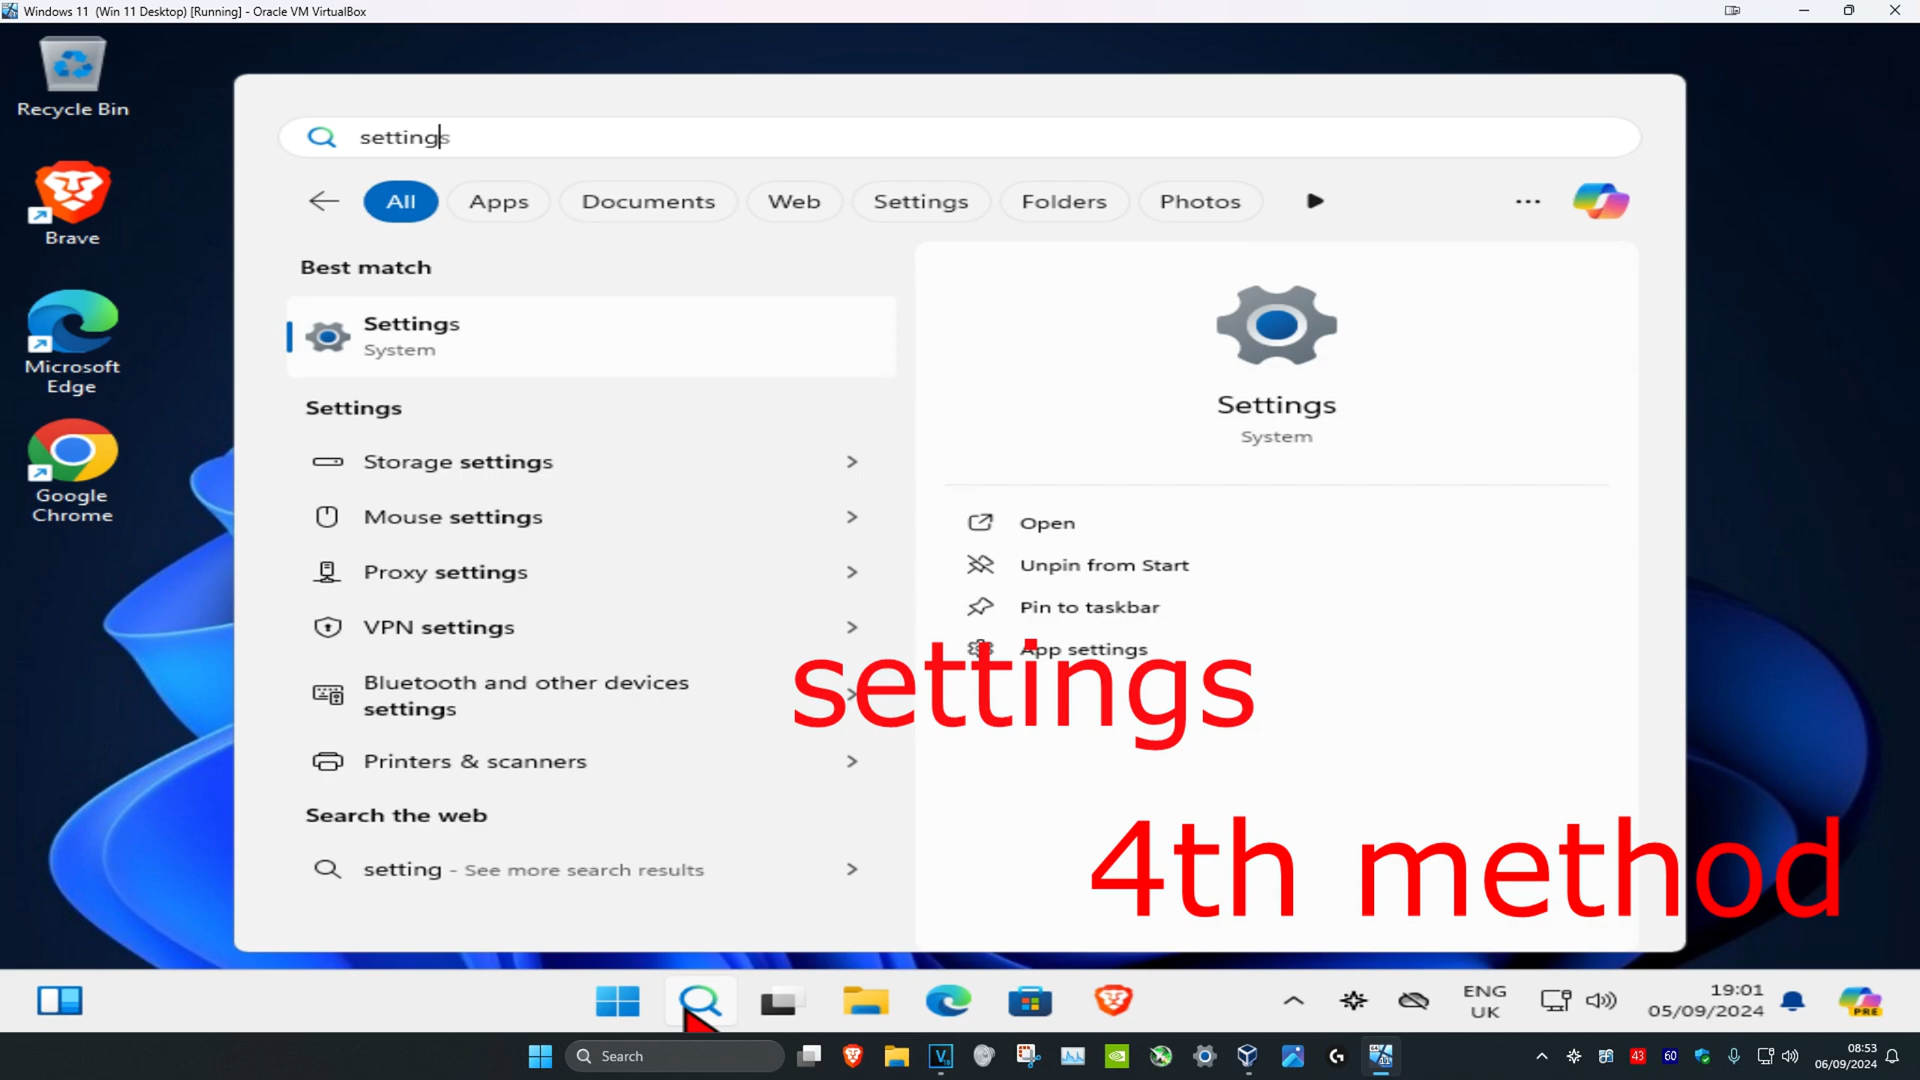 Windows 11 (Win 11 Desktop) [Running] - Oracle VM VirtualBox
Recycle Bin
Brave
Microsoft
Edge
Google
Chrome
settings
All
Apps
Documents
Web
Settings
Folders
Photos
Best match
Settings
System
Settings
Storage settings
Mouse settings
Proxy settings
VPN settings
Bluetooth and other devices
settings
Printers & scanners
Search the web
setting - See more search results
Settings
System
Open
Unpin from Start
Pin to taskbar
App settings
settings
4th method
ENG
UK
19:01
05/09/2024
PRE
Search
43
60
08:53
06/09/2024